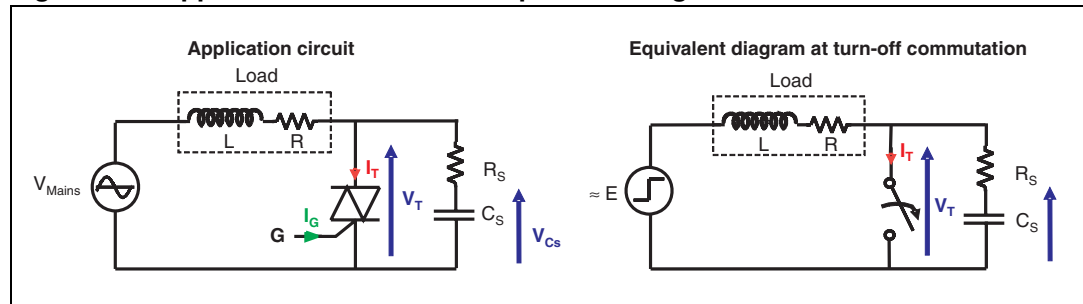 Application circuit
Load
L
R
V_Mains
I_T
I_G
G
V_T
R_S
C_S
V_Cs
Equivalent diagram at turn-off commutation
Load
L
R
≈ E
I_T
V_T
R_S
C_S